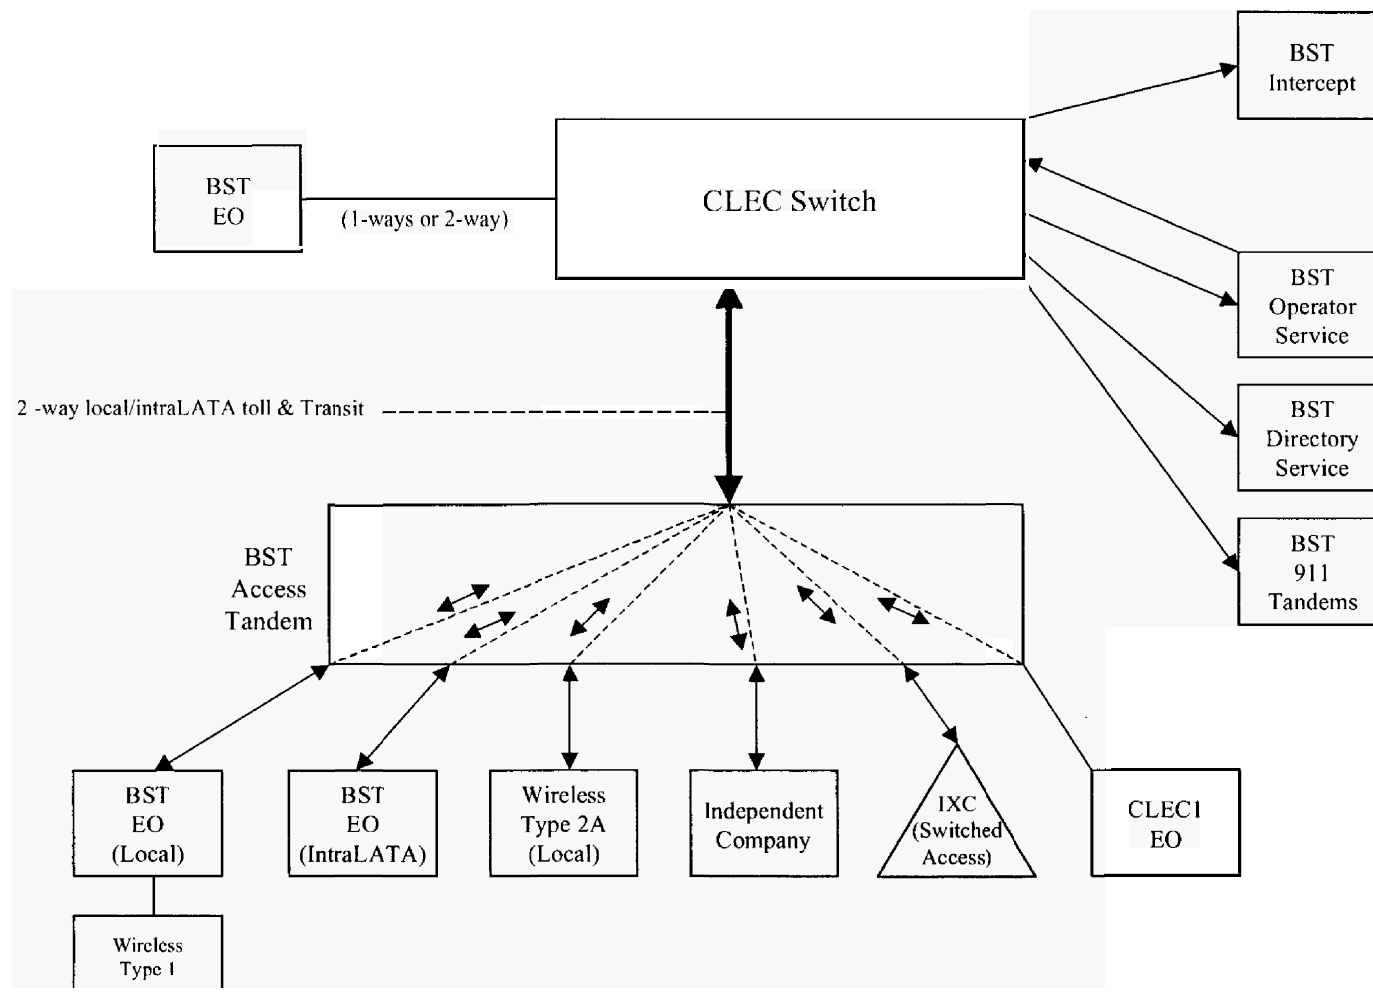 BST
Intercept
BST
EO
(1-ways or 2-way)
CLEC Switch
BST
Operator
Service
2 -way local/intraLATA toll & Transit
BST
Directory
Service
BST
Access
Tandem
BST
911
Tandems
BST
EO
(Local)
BST
EO
(IntraLATA)
Wireless
Type 2A
(Local)
Independent
Company
IXC
(Switched
Access)
CLEC1
EO
Wireless
Type 1